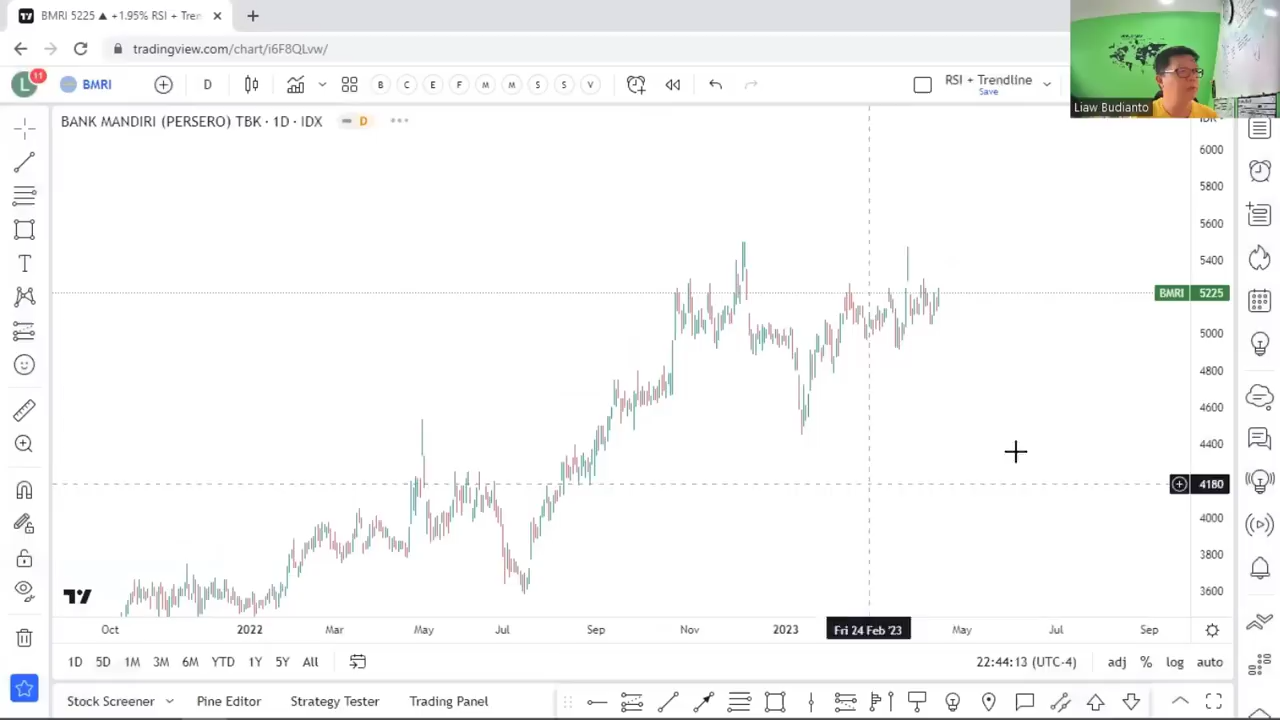 BMRI 5225 ▲ +1.95% RSI + Tren
tradingview.com/chart/i6F8QLvw/
L 11 BMRI D B C E F M M S S V RSI + Trendline
Save
Liaw Budianto
BANK MANDIRI (PERSERO) TBK · 1D · IDX D
6000
5800
5600
5400
BMRI 5225
5000
4800
4600
4400
4180
4000
3800
3600
Oct 2022 Mar May Jul Sep Nov 2023 Fri 24 Feb '23 May Jul Sep
1D 5D 1M 3M 6M YTD 1Y 5Y All 22:44:13 (UTC-4) adj % log auto
Stock Screener Pine Editor Strategy Tester Trading Panel